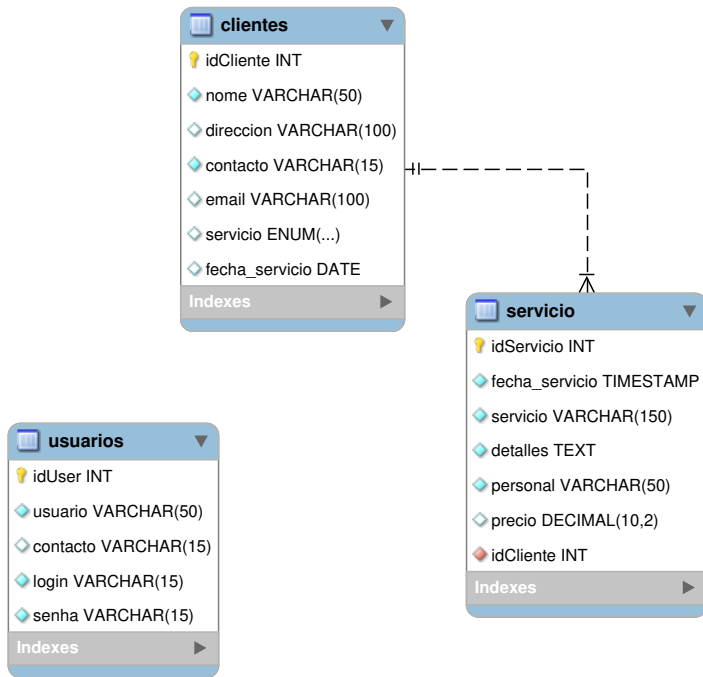 clientes
idCliente INT
nome VARCHAR(50)
direccion VARCHAR(100)
contacto VARCHAR(15)
email VARCHAR(100)
servicio ENUM(...)
fecha_servicio DATE
Indexes
servicio
idServicio INT
fecha_servicio TIMESTAMP
servicio VARCHAR(150)
detalles TEXT
personal VARCHAR(50)
precio DECIMAL(10,2)
idCliente INT
Indexes
usuarios
idUser INT
usuario VARCHAR(50)
contacto VARCHAR(15)
login VARCHAR(15)
senha VARCHAR(15)
Indexes